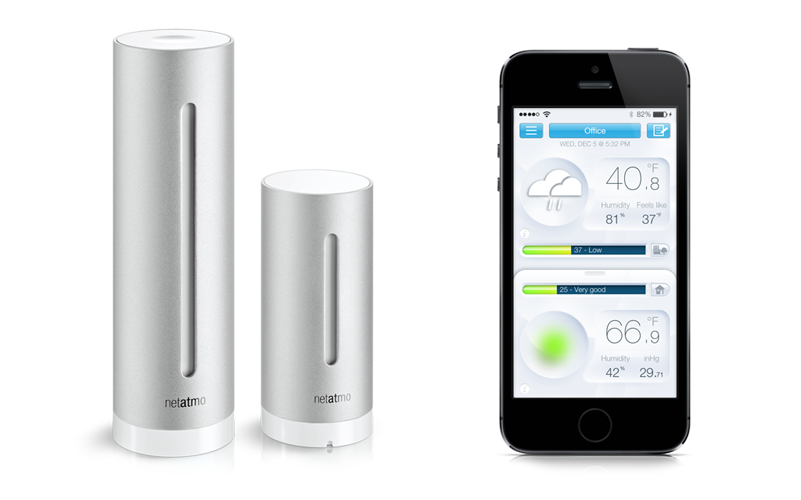 netatmo
netatmo
82%
Office
WED, DEC 5 @ 5:32 PM
40,8 °F
Humidity Feels like
81% 37°F
37 - Low
25 - Very good
66,9 °F
Humidity inHg
42% 29.71